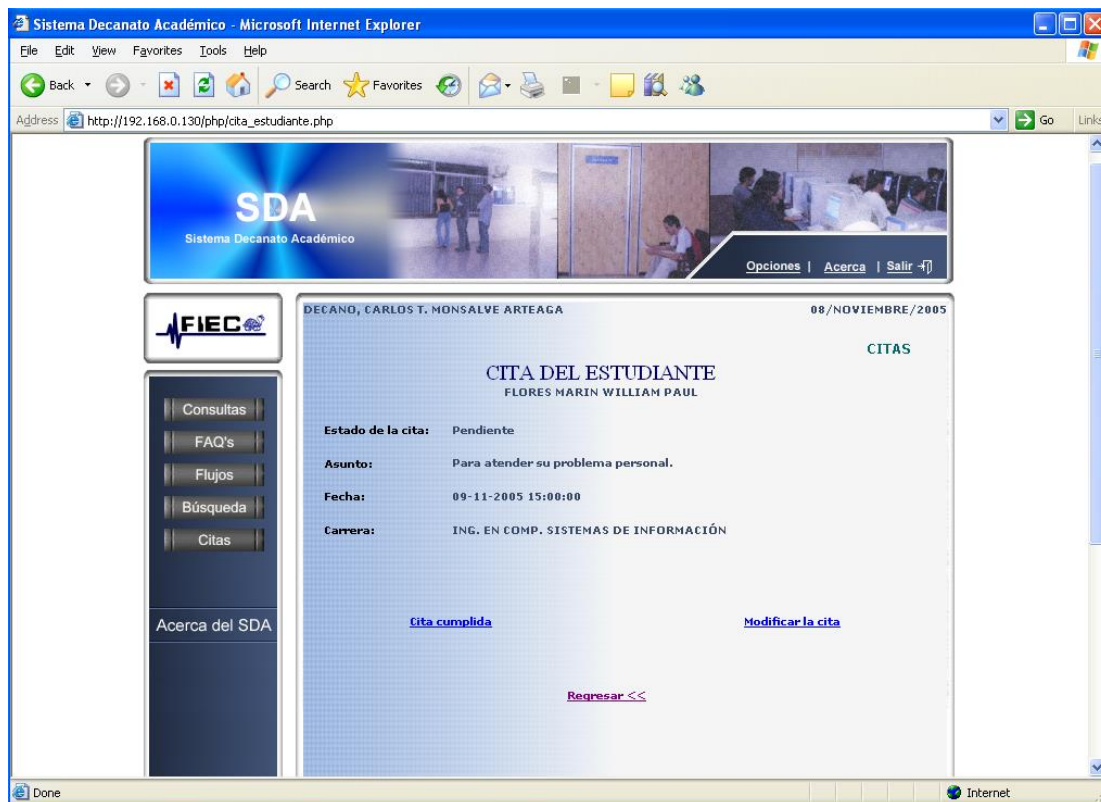 Sistema Decanato Académico - Microsoft Internet Explorer
File Edit View Favorites Tools Help
Back Search Favorites
Address http://192.168.0.130/php/cita_estudiante.php Go Links
SDA
Sistema Decanato Académico
Opciones | Acerca | Salir
FIEC
DECANO, CARLOS T. MONSALVE ARTEAGA 08/NOVIEMBRE/2005
CITAS
CITA DEL ESTUDIANTE
FLORES MARIN WILLIAM PAUL
Consultas
FAQ's
Flujos
Búsqueda
Citas
Acerca del SDA
Estado de la cita: Pendiente
Asunto: Para atender su problema personal.
Fecha: 09-11-2005 15:00:00
Carrera: ING. EN COMP. SISTEMAS DE INFORMACIÓN
Cita cumplida Modificar la cita
Regresar <<
Done Internet